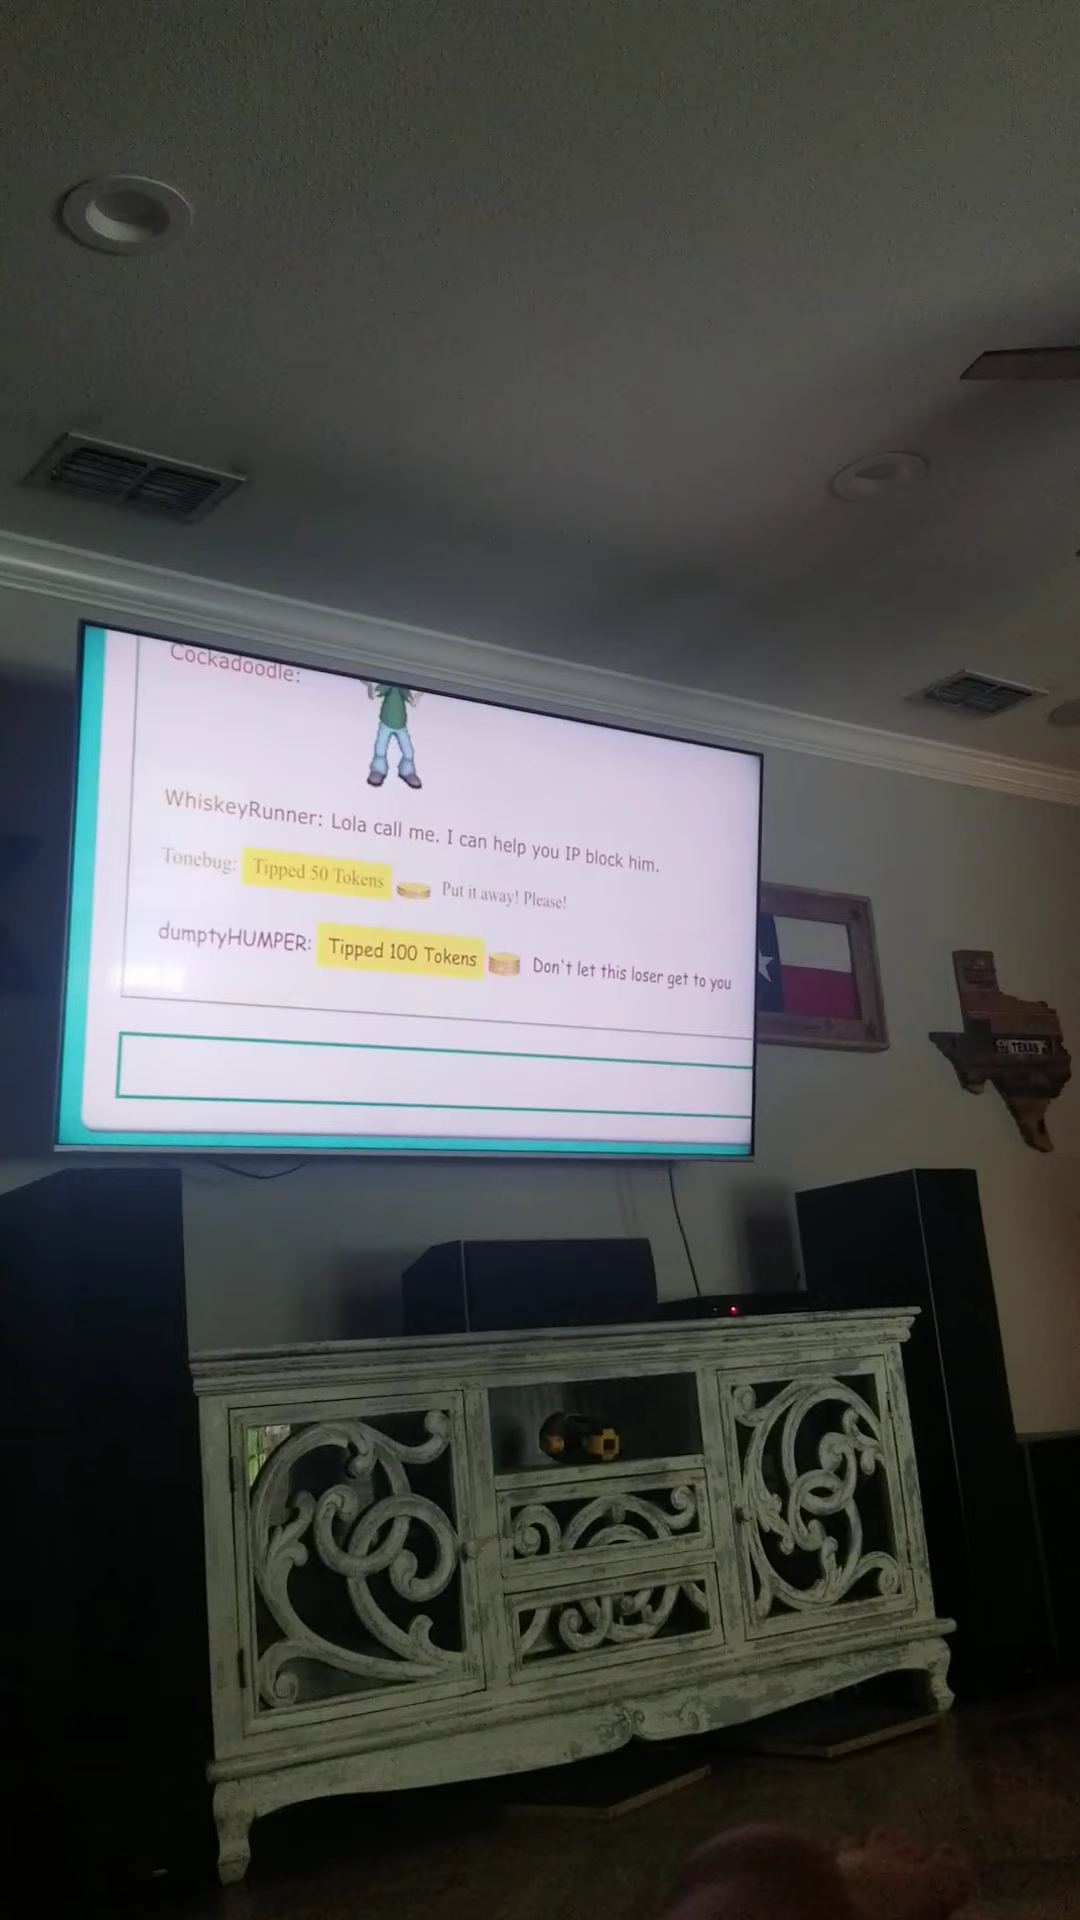 Cockadoodle:
WhiskeyRunner: Lola call me. I can help you IP block him.
Tonebug: Tipped 50 Tokens Put it away! Please!
dumptyHUMPER: Tipped 100 Tokens Don't let this loser get to you
TEXAS